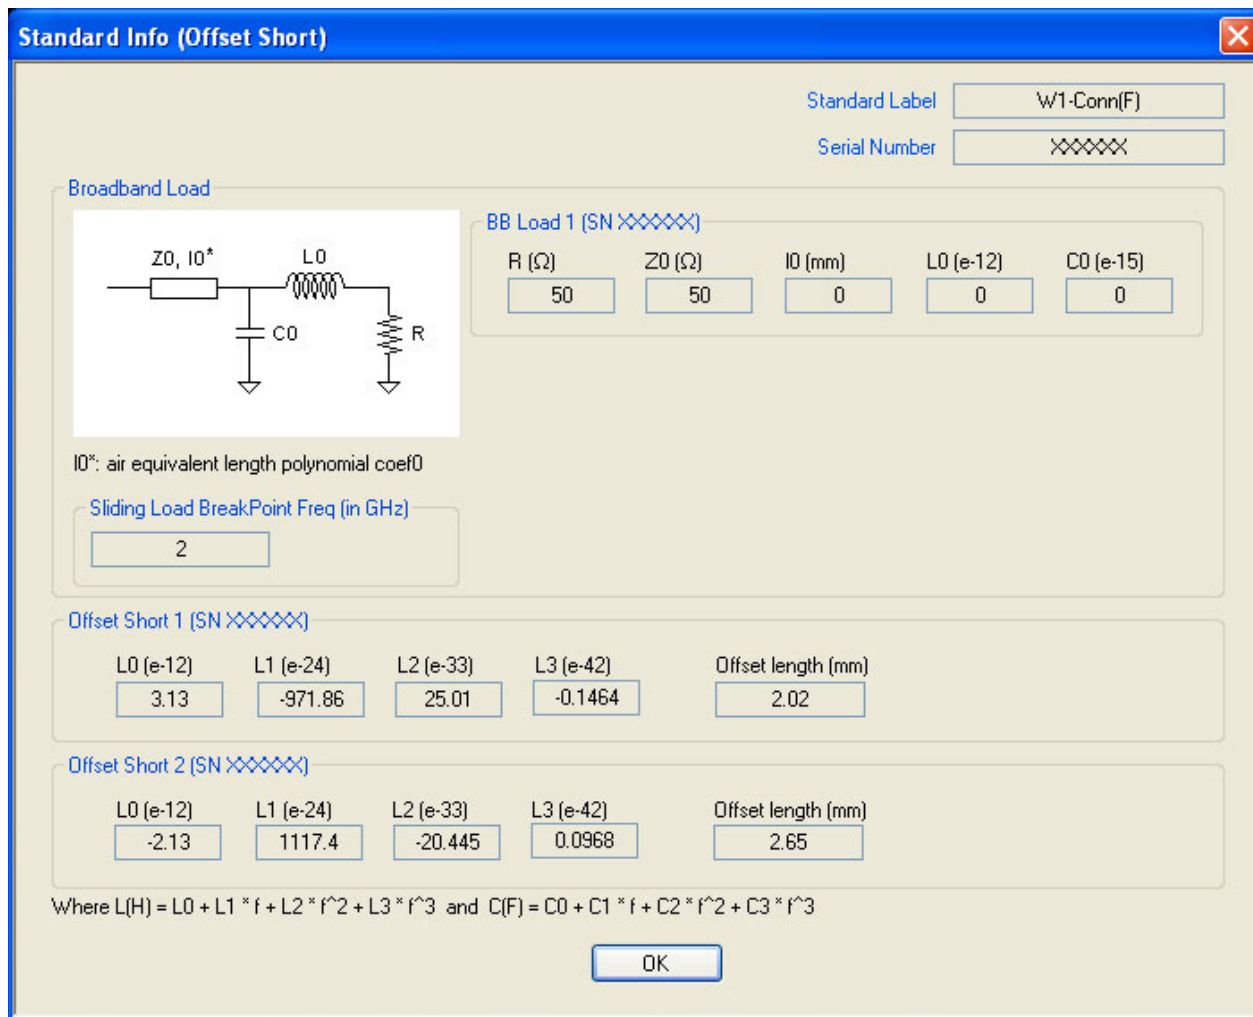 Standard Info (Offset Short)
Standard Label W1-Conn(F)
Serial Number XXXXXX
Broadband Load
Z0, l0*
L0
C0
R
l0*: air equivalent length polynomial coef0
BB Load 1 (SN XXXXXX)
R (Ω) Z0 (Ω) l0 (mm) L0 (e-12) C0 (e-15)
50 50 0 0 0
Sliding Load BreakPoint Freq (in GHz)
2
Offset Short 1 (SN XXXXXX)
L0 (e-12) L1 (e-24) L2 (e-33) L3 (e-42) Offset length (mm)
3.13 -971.86 25.01 -0.1464 2.02
Offset Short 2 (SN XXXXXX)
L0 (e-12) L1 (e-24) L2 (e-33) L3 (e-42) Offset length (mm)
-2.13 1117.4 -20.445 0.0968 2.65
Where L(H) = L0 + L1 * f + L2 * f^2 + L3 * f^3 and C(F) = C0 + C1 * f + C2 * f^2 + C3 * f^3
OK